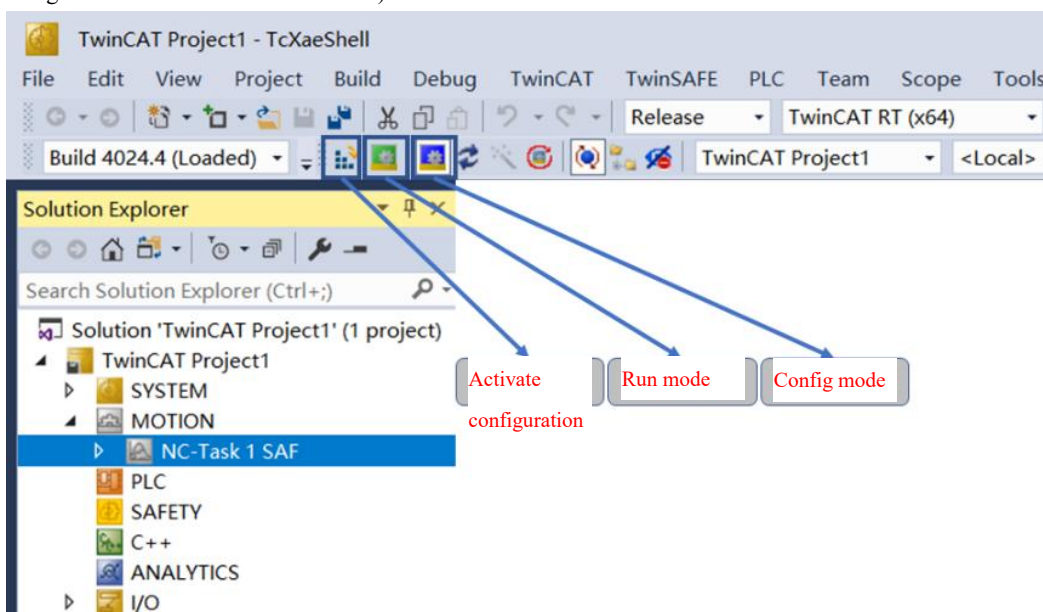 TwinCAT Project1 - TcXaeShell
File Edit View Project Build Debug TwinCAT TwinSAFE PLC Team Scope Tools
Release TwinCAT RT (x64)
Build 4024.4 (Loaded) TwinCAT Project1 <Local>
Solution Explorer
Search Solution Explorer (Ctrl+;)
Solution 'TwinCAT Project1' (1 project)
TwinCAT Project1
SYSTEM
MOTION
NC-Task 1 SAF
PLC
SAFETY
C++
ANALYTICS
I/O
Activate
configuration
Run mode
Config mode